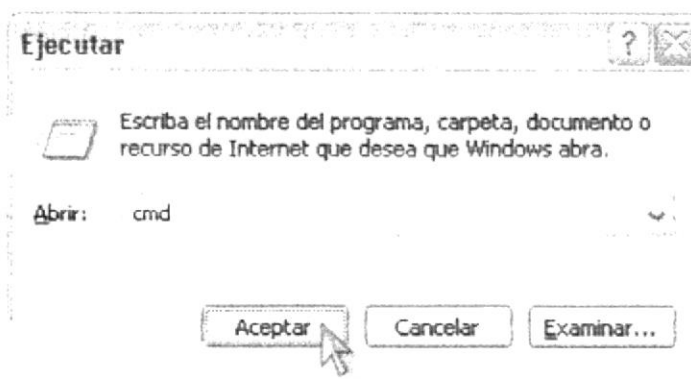 Ejecutar
?
Escriba el nombre del programa, carpeta, documento o
recurso de Internet que desea que Windows abra.
Abrir: cmd
Aceptar Cancelar Examinar...